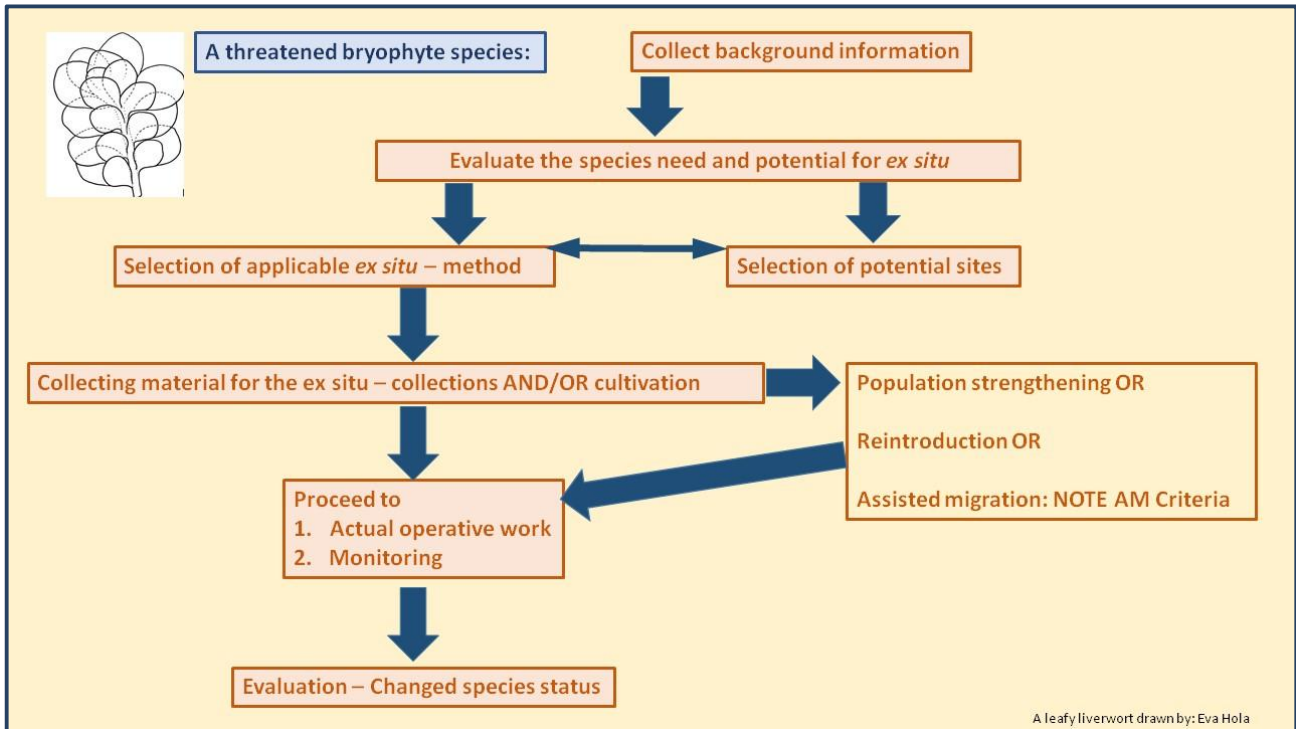 A threatened bryophyte species:
Collect background information
Evaluate the species need and potential for ex situ
Selection of applicable ex situ – method
Selection of potential sites
Collecting material for the ex situ – collections AND/OR cultivation
Population strengthening OR
Reintroduction OR
Assisted migration: NOTE AM Criteria
Proceed to
1. Actual operative work
2. Monitoring
Evaluation – Changed species status
A leafy liverwort drawn by: Eva Hola